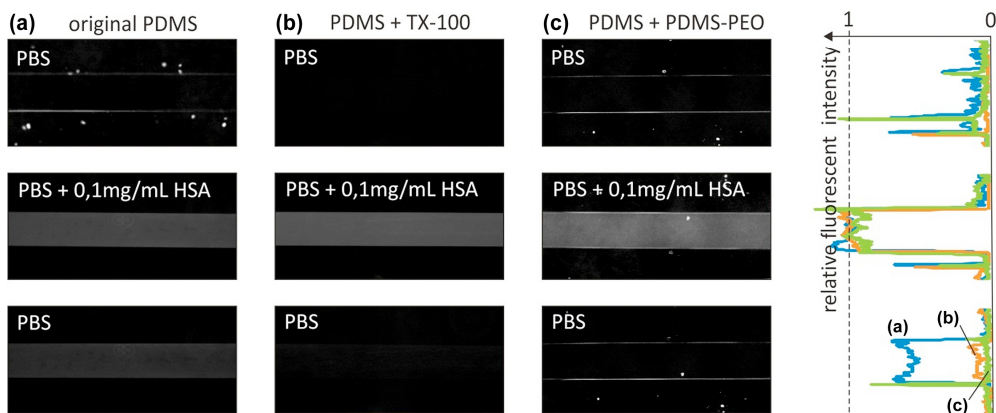 (a) original PDMS
(b) PDMS + TX-100
(c) PDMS + PDMS-PEO
1 0
PBS
PBS
PBS
PBS + 0,1mg/mL HSA
PBS + 0,1mg/mL HSA
PBS + 0,1mg/mL HSA
PBS
PBS
PBS
relative fluorescent intensity
(a)
(b)
(c)